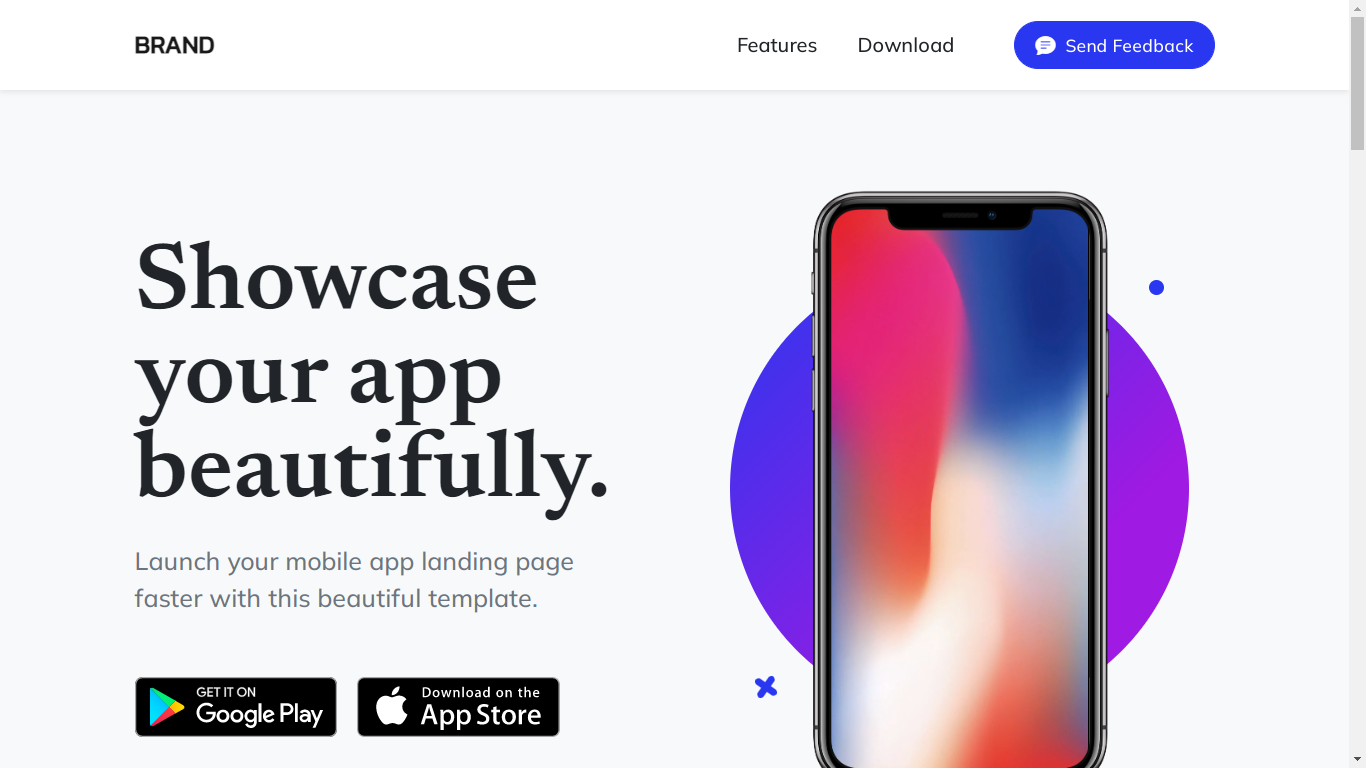 BRAND
Features
Download
Send Feedback
Showcase
your app
beautifully.
Launch your mobile app landing page
faster with this beautiful template.
GET IT ON
Google Play
Download on the
App Store